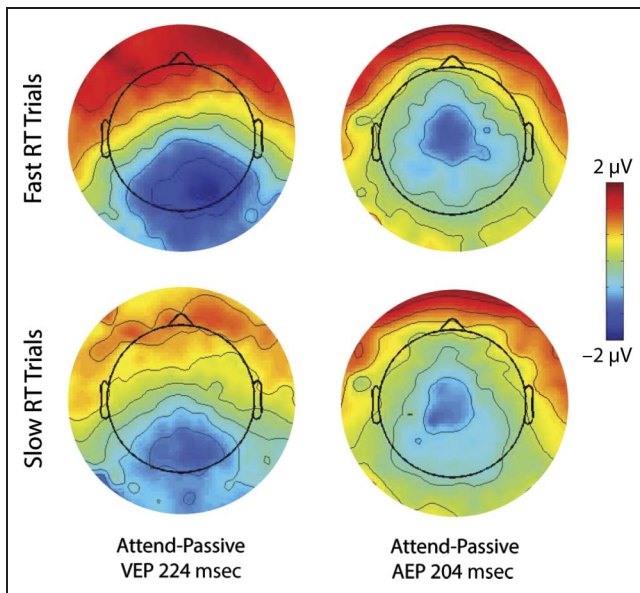 Fast RT Trials
2 μV
−2 μV
Slow RT Trials
Attend-Passive
VEP 224 msec
Attend-Passive
AEP 204 msec